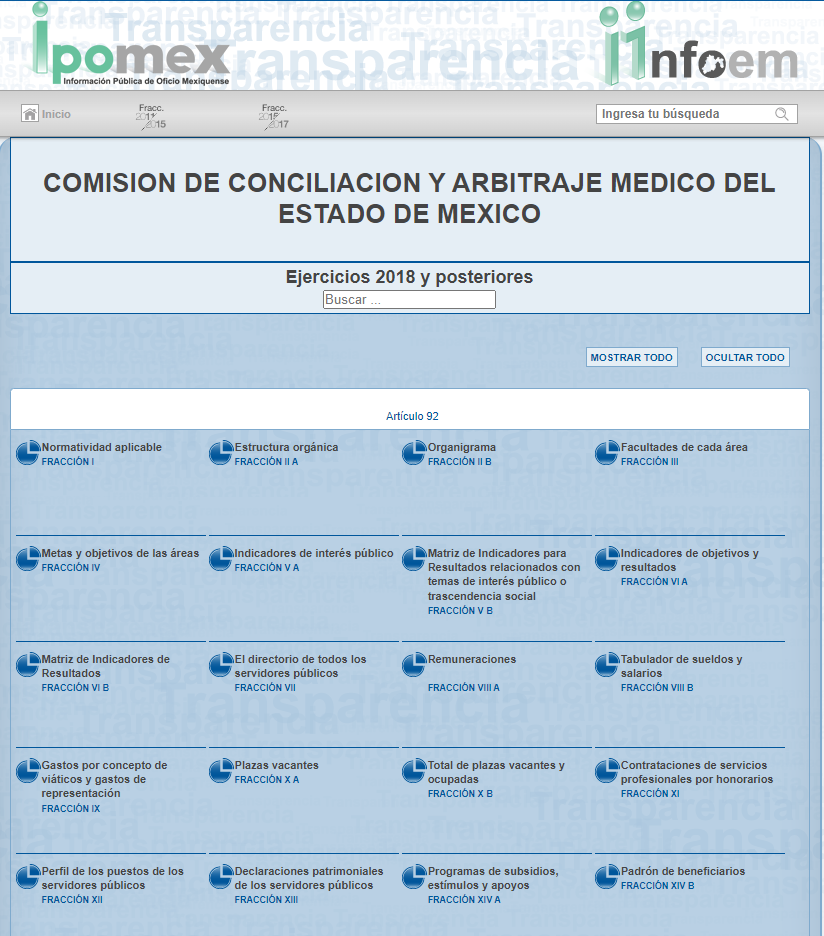 ipomex
Información Pública de Oficio Mexiquense
infoem
Inicio
Fracc.
Fracc.
Ingresa tu búsqueda
COMISION DE CONCILIACION Y ARBITRAJE MEDICO DEL
ESTADO DE MEXICO
Ejercicios 2018 y posteriores
Buscar ...
MOSTRAR TODO
OCULTAR TODO
Artículo 92
Normatividad aplicable
FRACCIÓN I
Estructura orgánica
FRACCIÓN II A
Organigrama
FRACCIÓN II B
Facultades de cada área
FRACCIÓN III
Metas y objetivos de las áreas
FRACCIÓN IV
Indicadores de interés público
FRACCIÓN V A
Matriz de Indicadores para
Resultados relacionados con
temas de interés público o
trascendencia social
FRACCIÓN V B
Indicadores de objetivos y
resultados
FRACCIÓN VI A
Matriz de Indicadores de
Resultados
FRACCIÓN VI B
El directorio de todos los
servidores públicos
FRACCIÓN VII
Remuneraciones
FRACCIÓN VIII A
Tabulador de sueldos y
salarios
FRACCIÓN VIII B
Gastos por concepto de
viáticos y gastos de
representación
FRACCIÓN IX
Plazas vacantes
FRACCIÓN X A
Total de plazas vacantes y
ocupadas
FRACCIÓN X B
Contrataciones de servicios
profesionales por honorarios
FRACCIÓN XI
Perfil de los puestos de los
servidores públicos
FRACCIÓN XII
Declaraciones patrimoniales
de los servidores públicos
FRACCIÓN XIII
Programas de subsidios,
estímulos y apoyos
FRACCIÓN XIV A
Padrón de beneficiarios
FRACCIÓN XIV B